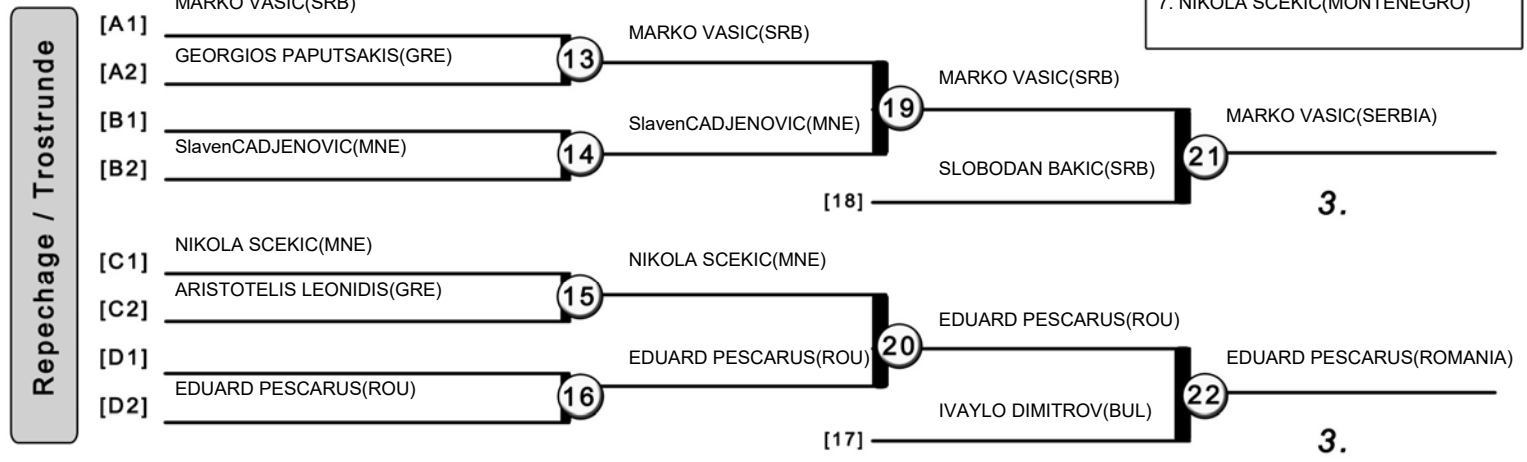 MARKO VASIC(SRB)
7. NIKOLA SCEKIC(MONTENEGRO)
Repechage / Trostrunde
[A1]
GEORGIOS PAPUTSAKIS(GRE)
[A2]
13
MARKO VASIC(SRB)
[B1]
SlavenCADJENOVIC(MNE)
[B2]
14
SlavenCADJENOVIC(MNE)
19
MARKO VASIC(SRB)
SLOBODAN BAKIC(SRB)
[18]
21
MARKO VASIC(SERBIA)
3.
NIKOLA SCEKIC(MNE)
[C1]
ARISTOTELIS LEONIDIS(GRE)
[C2]
15
NIKOLA SCEKIC(MNE)
[D1]
EDUARD PESCARUS(ROU)
[D2]
16
EDUARD PESCARUS(ROU)
20
EDUARD PESCARUS(ROU)
IVAYLO DIMITROV(BUL)
[17]
22
EDUARD PESCARUS(ROMANIA)
3.